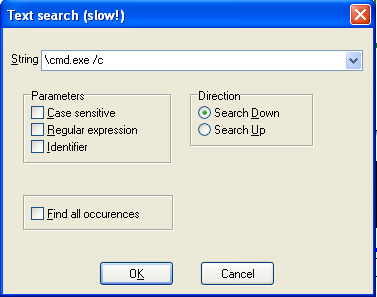 Text search (slow!)
String \cmd.exe /c
Parameters
Case sensitive
Regular expression
Identifier
Direction
Search Down
Search Up
Find all occurences
OK
Cancel